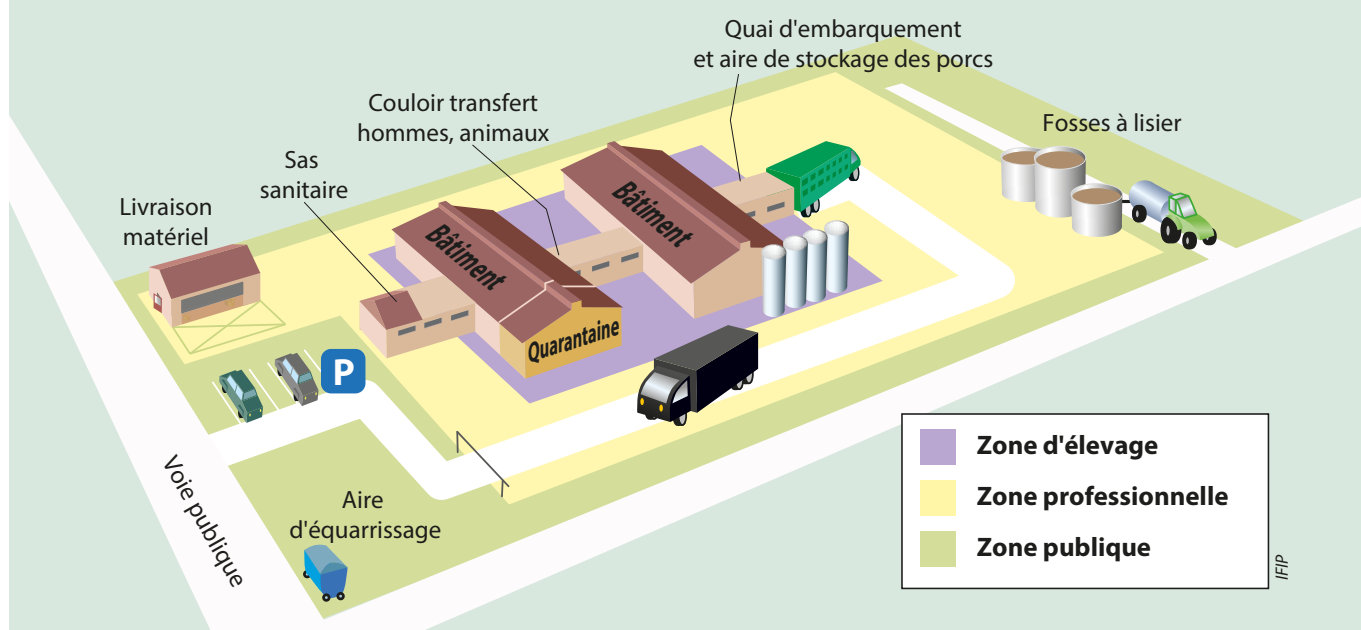 Quai d'embarquement
et aire de stockage des porcs
Couloir transfert
hommes, animaux
Fosses à lisier
Sas
sanitaire
Livraison
matériel
Bâtiment
Bâtiment
Quarantaine
P
Voie publique
Aire
d'équarrissage
Zone d'élevage
Zone professionnelle
Zone publique
IFIP